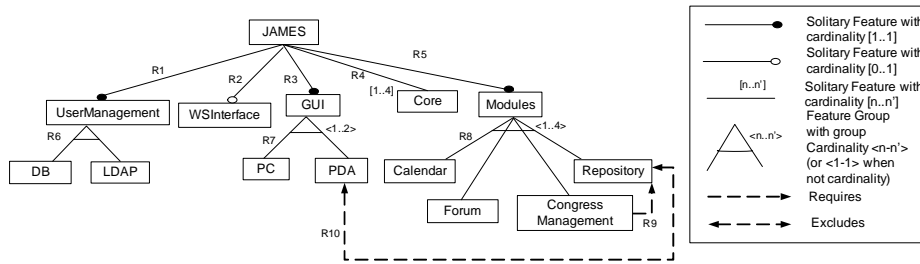 JAMES
R1
R2
R3
R4
R5
[1..4]
UserManagement
WSInterface
GUI
Core
Modules
R6
R7
<1..2>
R8
<1..4>
DB
LDAP
PC
PDA
Calendar
Repository
Forum
Congress
Management
R9
R10
Solitary Feature with
cardinality [1..1]
Solitary Feature with
cardinality [0..1]
[n..n']
Solitary Feature with
cardinality [n..n']
<n..n'>
Feature Group
with group
Cardinality <n-n'>
(or <1-1> when
not cardinality)
Requires
Excludes